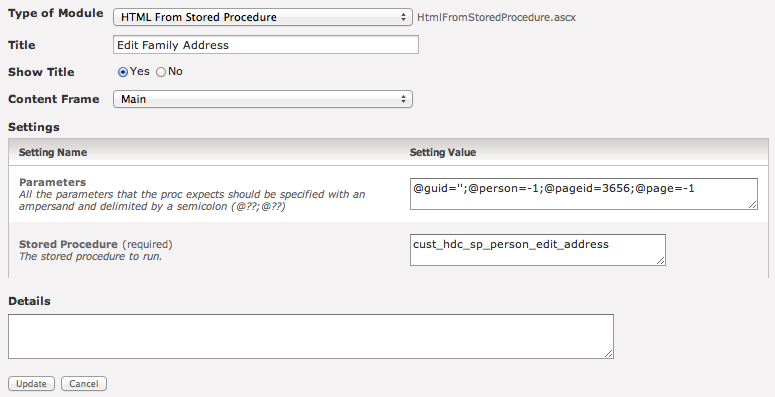 Type of Module HTML From Stored Procedure HtmlFromStoredProcedure.ascx
Title Edit Family Address
Show Title Yes No
Content Frame Main
Settings
Setting Name Setting Value
Parameters
All the parameters that the proc expects should be specified with an
ampersand and delimited by a semicolon (@??;@??)
@guid='';@person=-1;@pageid=3656;@page=-1
Stored Procedure (required)
The stored procedure to run.
cust_hdc_sp_person_edit_address
Details
Update Cancel